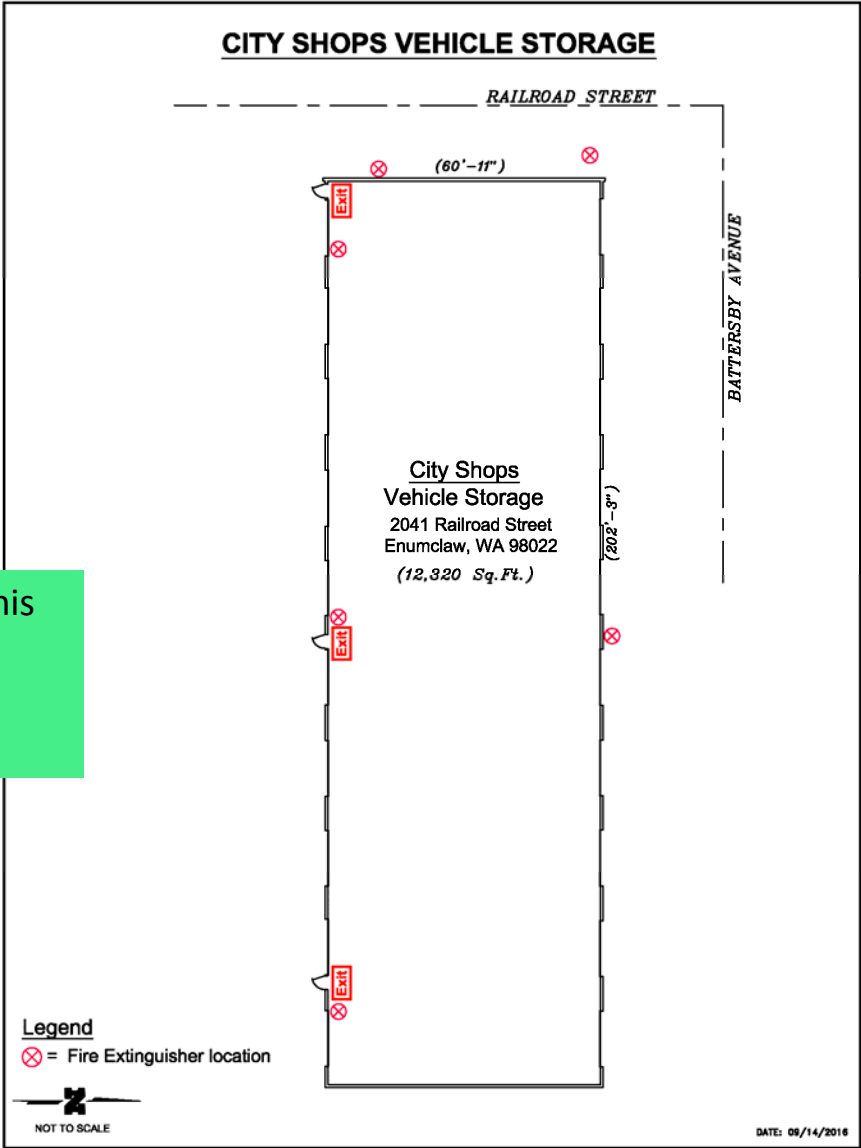 CITY SHOPS VEHICLE STORAGE
RAILROAD STREET
(60'-11")
Exit
BATTERSBY AVENUE
City Shops
Vehicle Storage
2041 Railroad Street
Enumclaw, WA 98022
(12,320 Sq.Ft.)
(202'-3")
Exit
Exit
Legend
= Fire Extinguisher location
NOT TO SCALE
DATE: 09/14/2016